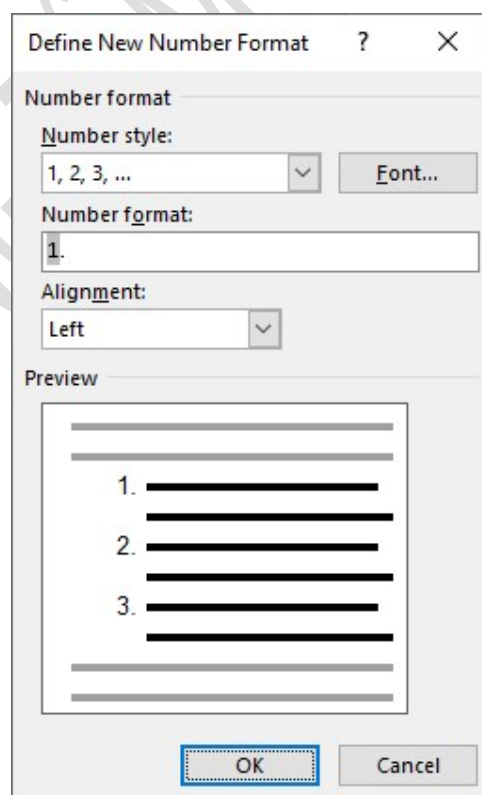 Define New Number Format ? ×
Number format
Number style:
1, 2, 3, ... Font...
Number format:
1.
Alignment:
Left
Preview
1.
2.
3.
OK Cancel